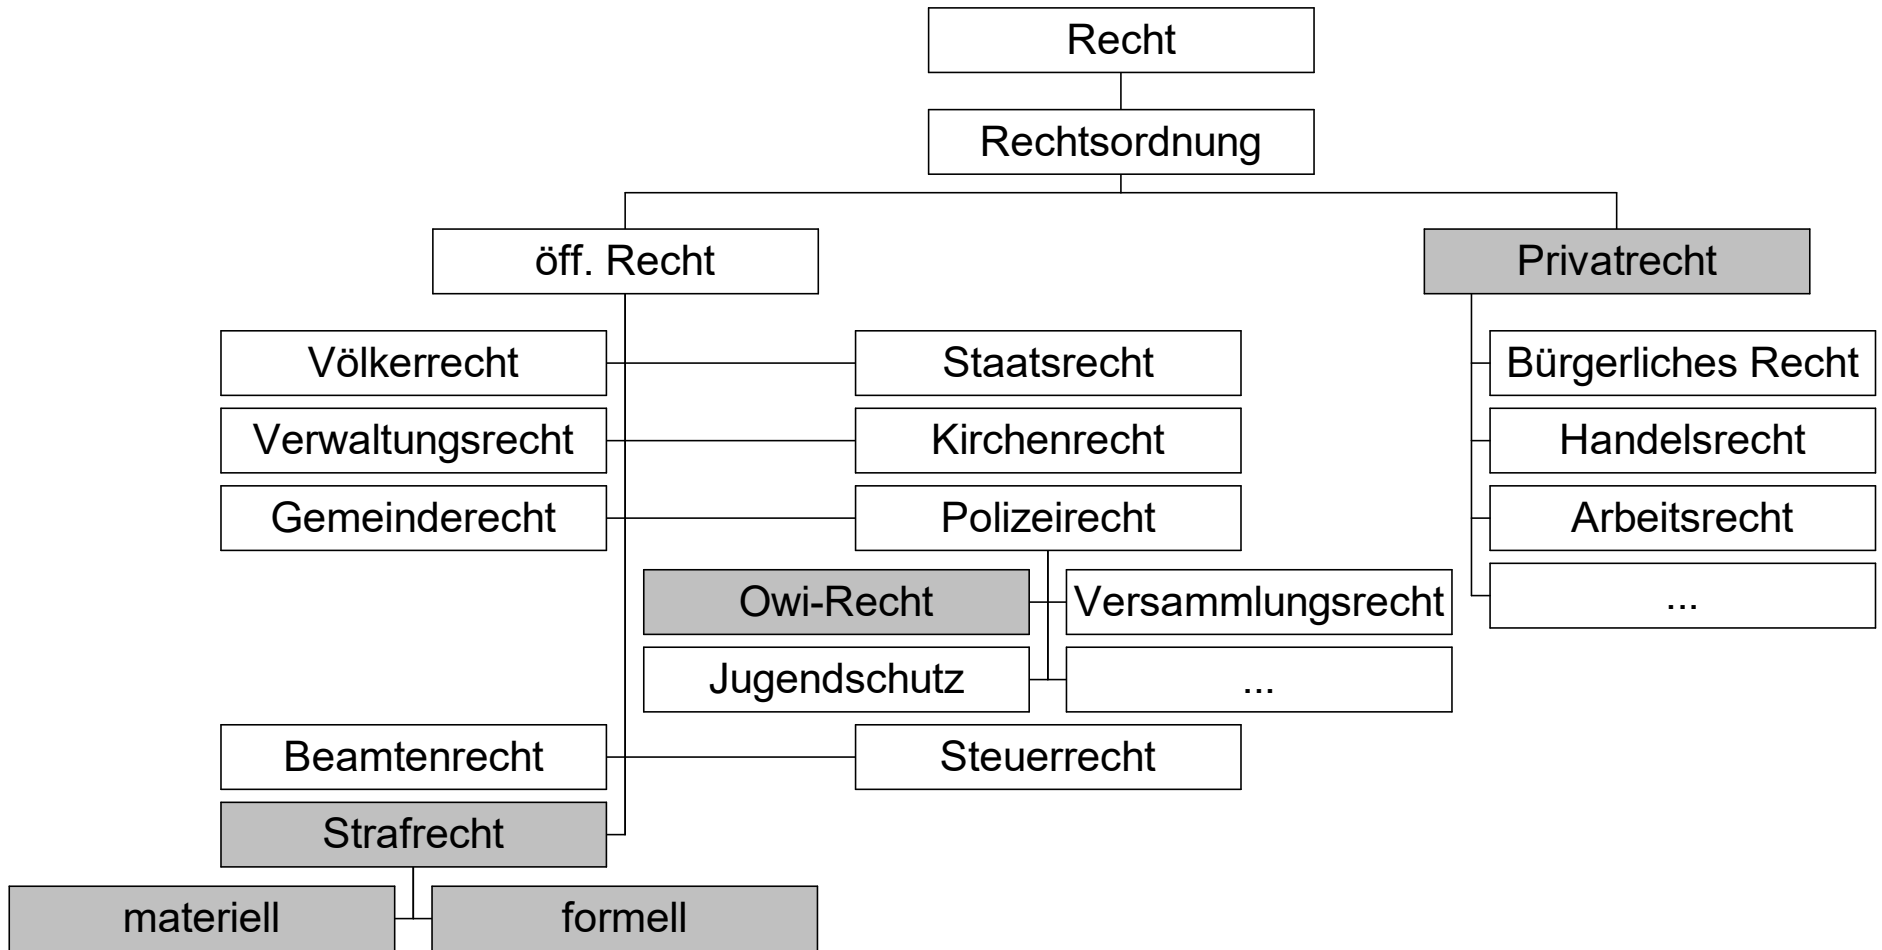 Recht
Rechtsordnung
öff. Recht
Privatrecht
Völkerrecht
Staatsrecht
Bürgerliches Recht
Verwaltungsrecht
Kirchenrecht
Handelsrecht
Gemeinderecht
Polizeirecht
Arbeitsrecht
Owi-Recht
Versammlungsrecht
...
Jugendschutz
...
Beamtenrecht
Steuerrecht
Strafrecht
materiell
formell